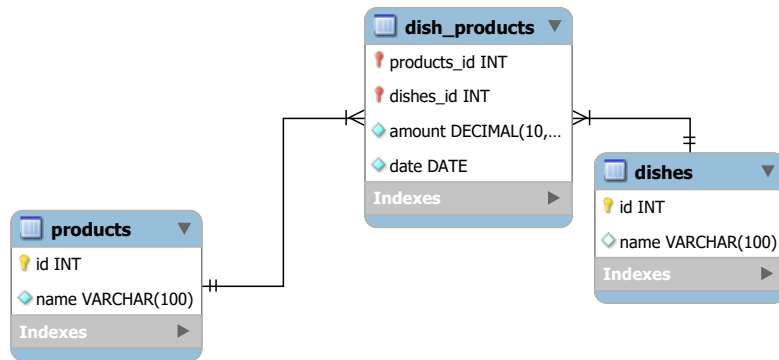 dish_products
products_id INT
dishes_id INT
amount DECIMAL(10,...
date DATE
Indexes
dishes
id INT
name VARCHAR(100)
Indexes
products
id INT
name VARCHAR(100)
Indexes